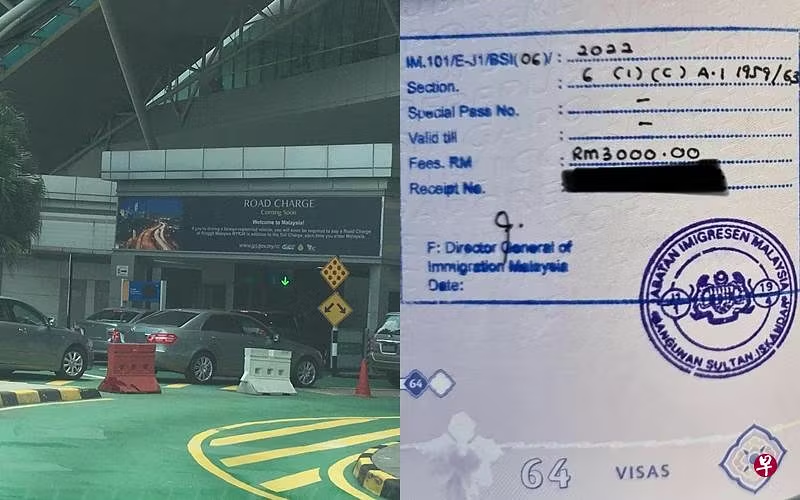 ROAD CHARGE
Coming Soon
Welcome to Malaysia!
IM.101/E-J1/BSI(06)/ : 2022
Section. : 6 (1) (C) A.I 1959/63
Special Pass No. : -
Valid till : -
Fees. RM : Rm3000.00
Receipt No. :
g.
F: Director General of
Immigration Malaysia
Date:
JABATAN IMIGRESEN MALAYSIA
BANGUNAN SULTAN ISKANDAR
64
64 VISAS
早